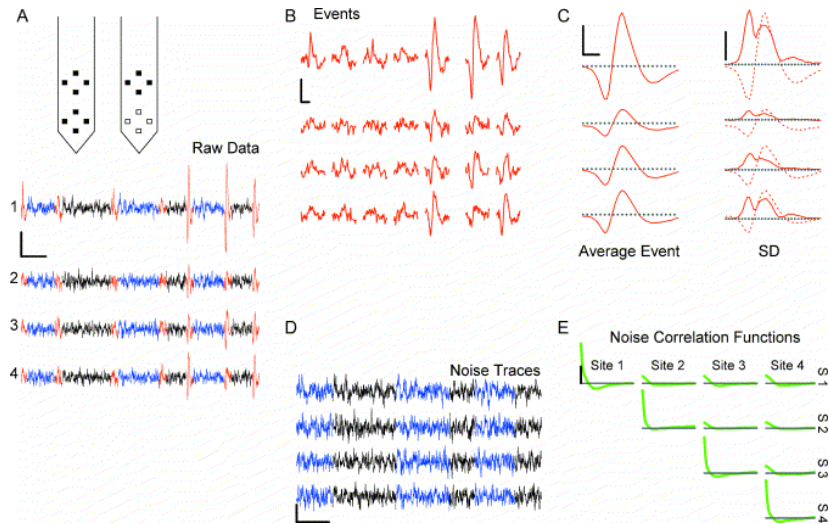 A
Raw Data
1
2
3
4
B
Events
C
Average Event
SD
D
Noise Traces
E
Noise Correlation Functions
Site 1
Site 2
Site 3
Site 4
S 1
S 2
S 3
S 4